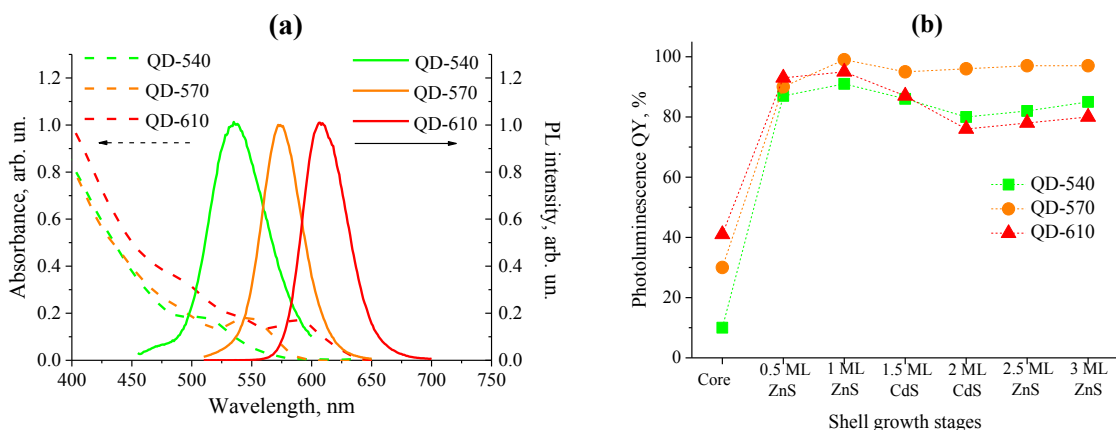 (a)
QD-540
QD-570
QD-610
QD-540
QD-570
QD-610
1.2
1.0
0.8
0.6
0.4
0.2
0.0
Absorbance, arb. un.
1.2
1.0
0.8
0.6
0.4
0.2
0.0
PL intensity, arb. un.
400 450 500 550 600 650 700 750
Wavelength, nm
(b)
100
80
60
40
20
0
Photoluminescence QY, %
QD-540
QD-570
QD-610
Core
0.5 ML
ZnS
1 ML
ZnS
1.5 ML
CdS
2 ML
CdS
2.5 ML
ZnS
3 ML
ZnS
Shell growth stages